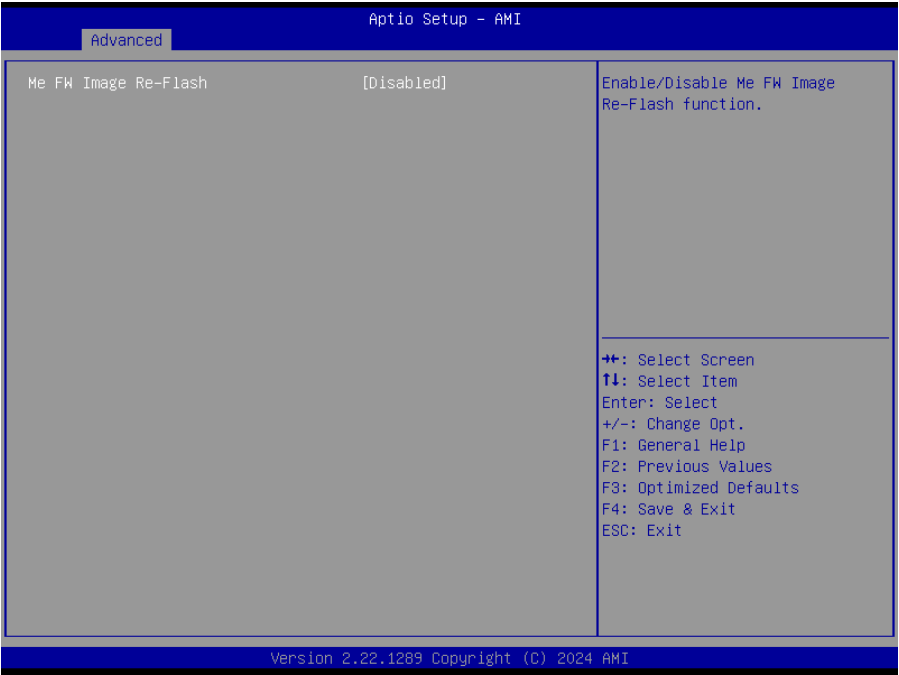 Aptio Setup – AMI
Advanced
Me FW Image Re-Flash [Disabled]
Enable/Disable Me FW Image
Re-Flash function.
→←: Select Screen
↑↓: Select Item
Enter: Select
+/-: Change Opt.
F1: General Help
F2: Previous Values
F3: Optimized Defaults
F4: Save & Exit
ESC: Exit
Version 2.22.1289 Copyright (C) 2024 AMI